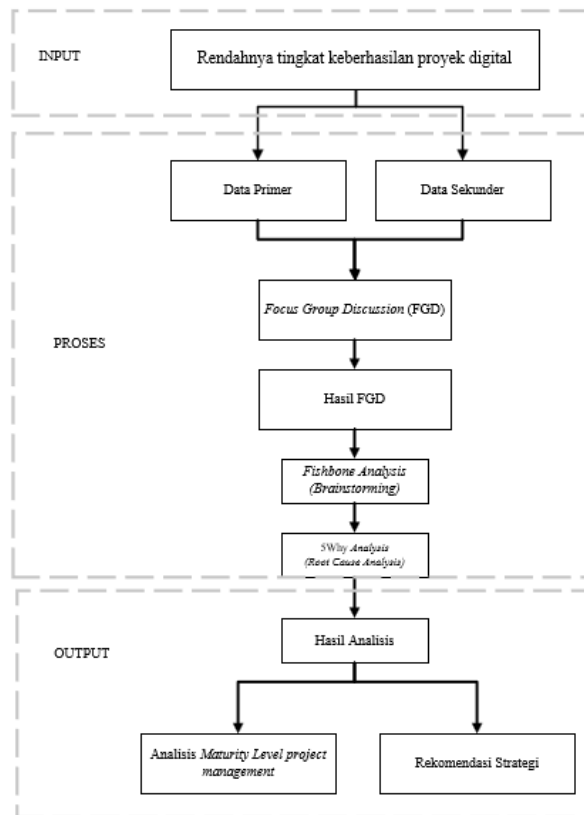 INPUT
Rendahnya tingkat keberhasilan proyek digital
Data Primer
Data Sekunder
Focus Group Discussion (FGD)
PROSES
Hasil FGD
Fishbone Analysis
(Brainstorming)
5Why Analysis
(Root Cause Analysis)
Hasil Analisis
OUTPUT
Analisis Maturity Level project
management
Rekomendasi Strategi